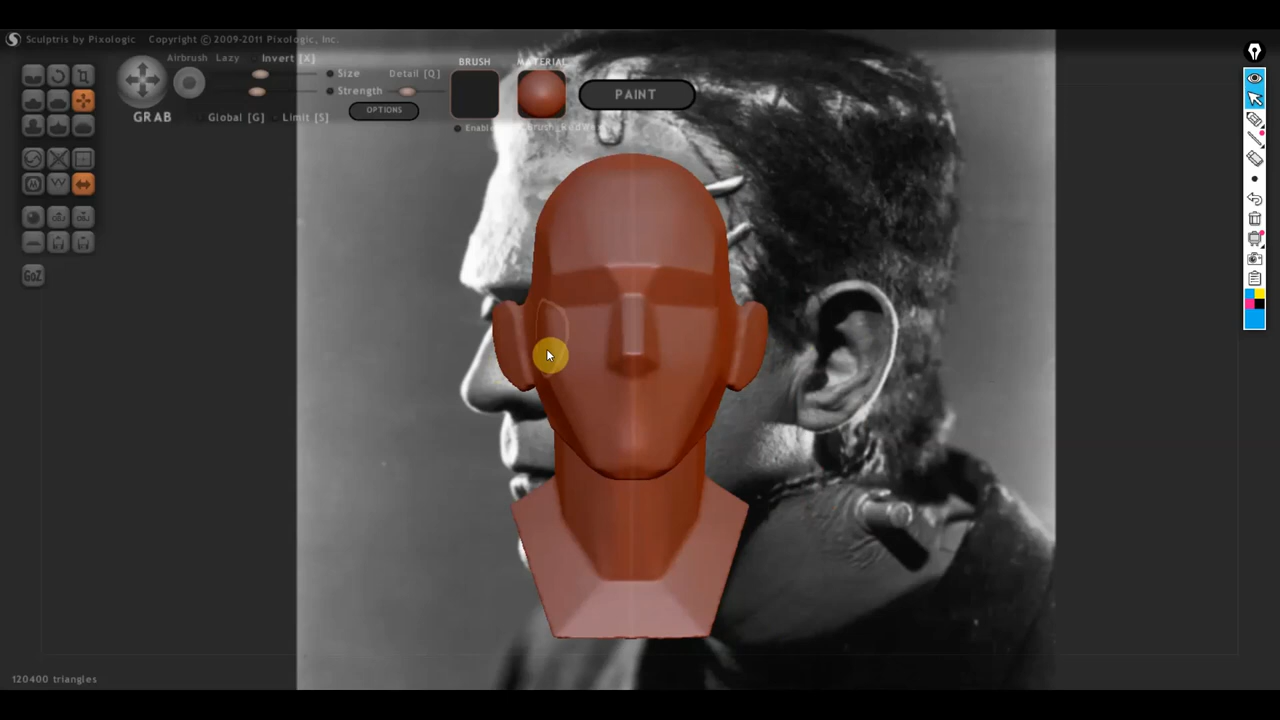 Sculptris by Pixologic Copyright © 2009-2011 Pixologic, Inc.
Airbrush Lazy Invert [X]
Size Detail [Q]
Strength
OPTIONS
GRAB
Global [G] Limit [S]
BRUSH
MATERIAL
PAINT
Enable
GoZ
120400 triangles